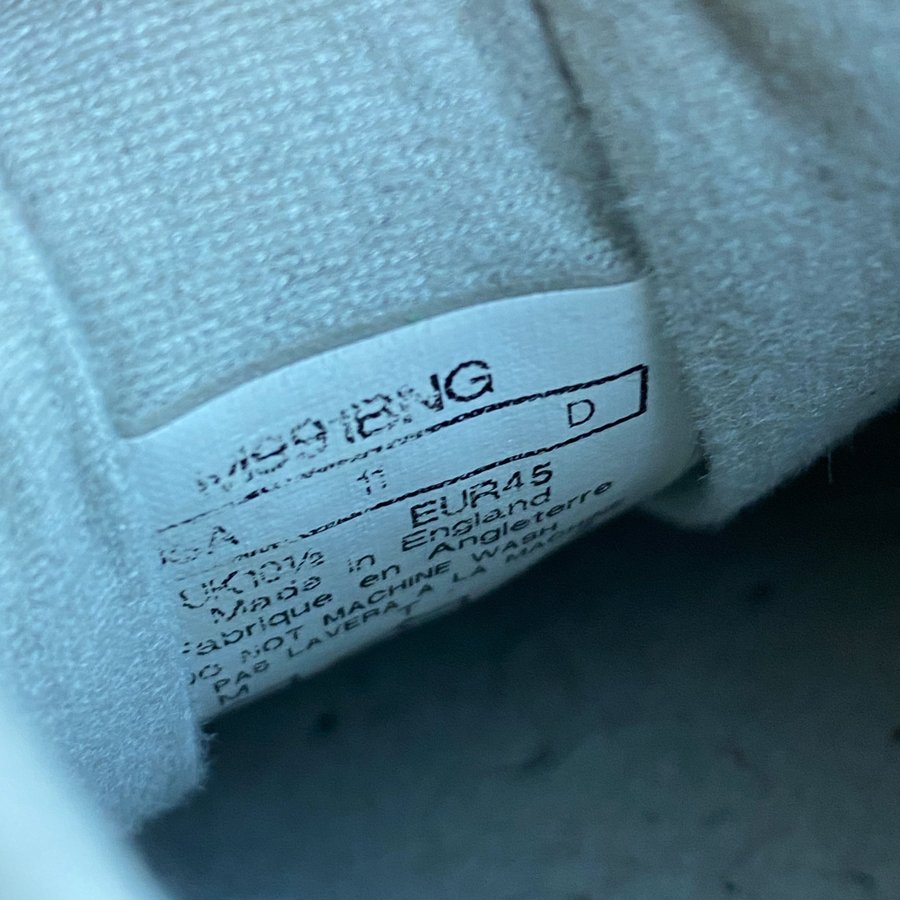 M991BNG
USA 11 D
UK10½ EUR45
Made in England
Fabrique en Angleterre
DO NOT MACHINE WASH
PAS LAVER A LA MACHINE